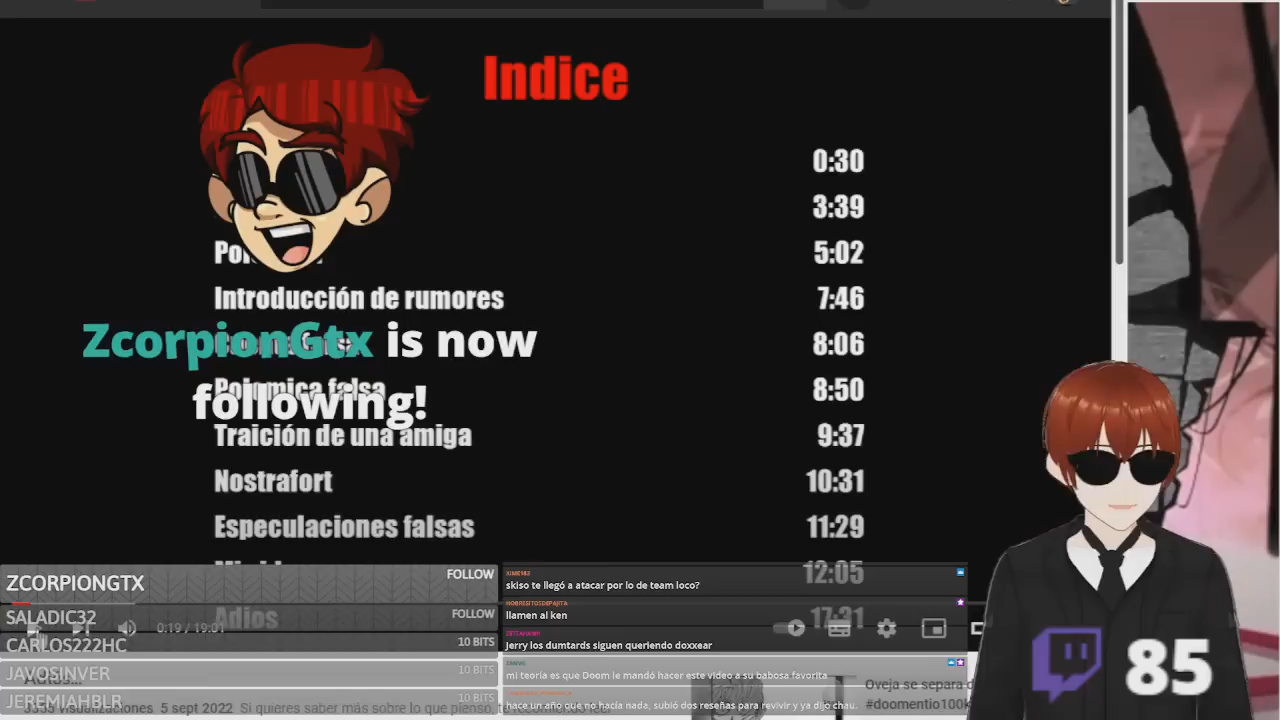 Indice
0:30
3:39
5:02
Introducción de rumores 7:46
ZcorpionGtx is now
8:06
Polemica falsa 8:50
following!
Traición de una amiga 9:37
Nostrafort 10:31
Especulaciones falsas 11:29
12:05
Adios 17:31
0:19 / 19:01
ZCORPIONGTX FOLLOW
SALADIC32 FOLLOW
CARLOS222HC 10 BITS
JAVOSINVER 10 BITS
JEREMIAHBLR 10 BITS
skiso te llegó a atacar por lo de team loco?
llamen al ken
Jerry los dumtards siguen queriendo doxxear
mi teoría es que Doom le mandó hacer este video a su babosa favorita
hace un año que no hacía nada, subió dos reseñas para revivir y ya dijo chau.
visualizaciones 5 sept 2022 Si quieres saber más sobre lo que pienso, te recomiendo leer
Oveja se separa d
#doomentio100k
85